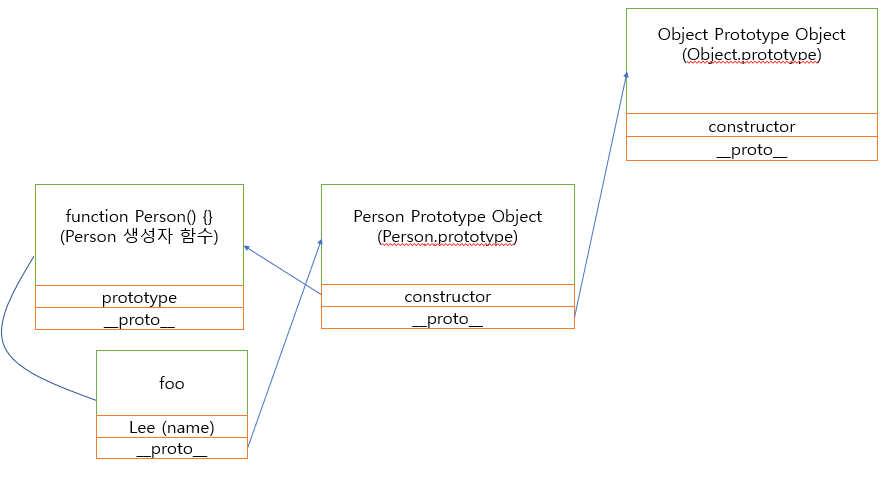 Object Prototype Object
(Object.prototype)
constructor
__proto__
function Person() {}
(Person 생성자 함수)
prototype
__proto__
Person Prototype Object
(Person.prototype)
constructor
__proto__
foo
Lee (name)
__proto__